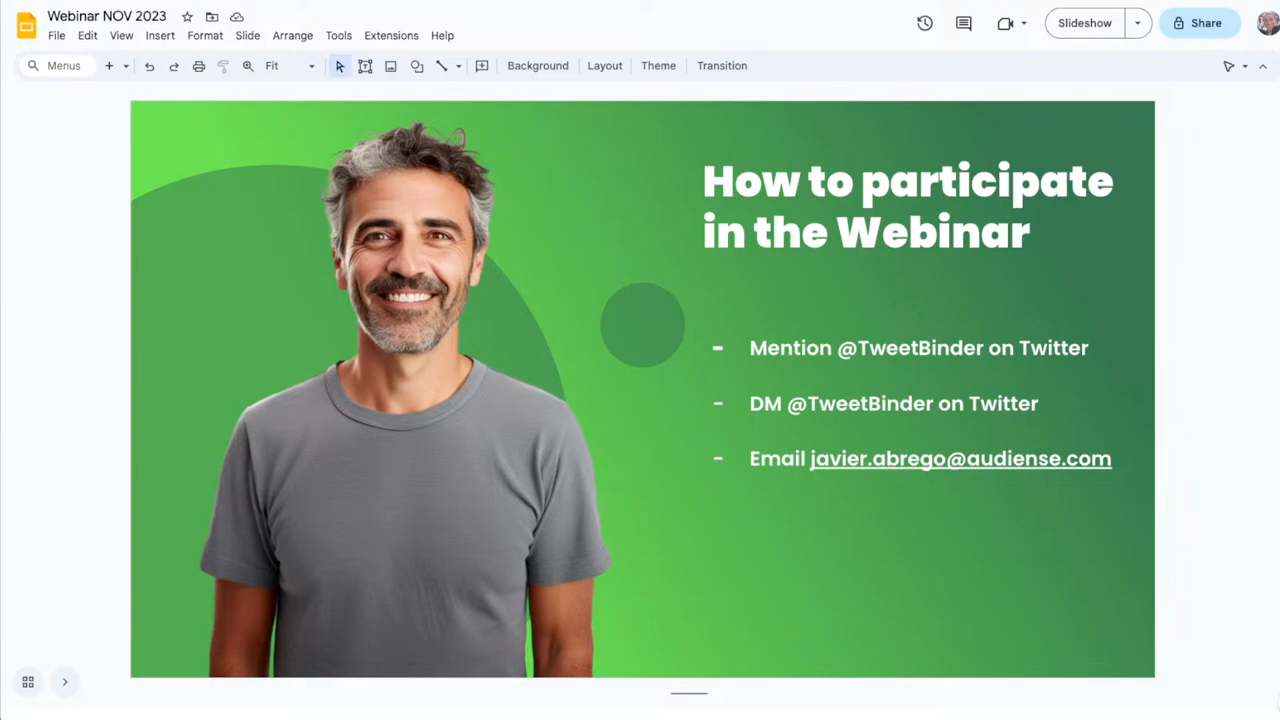 Webinar NOV 2023
File Edit View Insert Format Slide Arrange Tools Extensions Help
Slideshow
Share
Menus
Fit
Background
Layout
Theme
Transition
How to participate
in the Webinar
- Mention @TweetBinder on Twitter
- DM @TweetBinder on Twitter
- Email javier.abrego@audiense.com